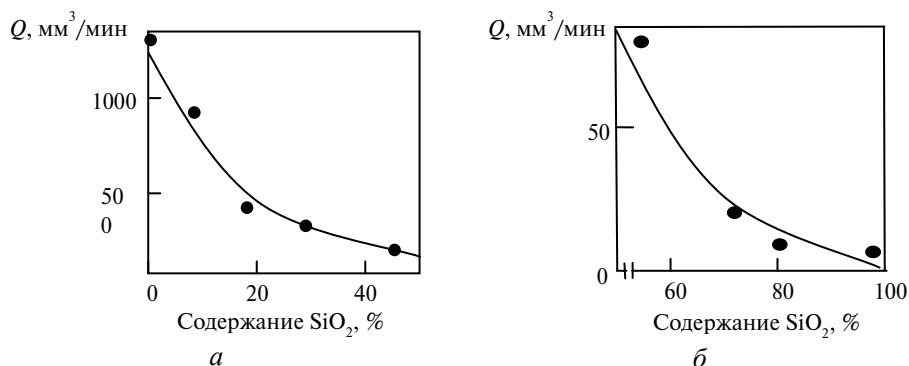 Q, мм³/мин
1000
50
0
0 20 40
Содержание SiO₂, %
а
Q, мм³/мин
50
0
60 80 100
Содержание SiO₂, %
б